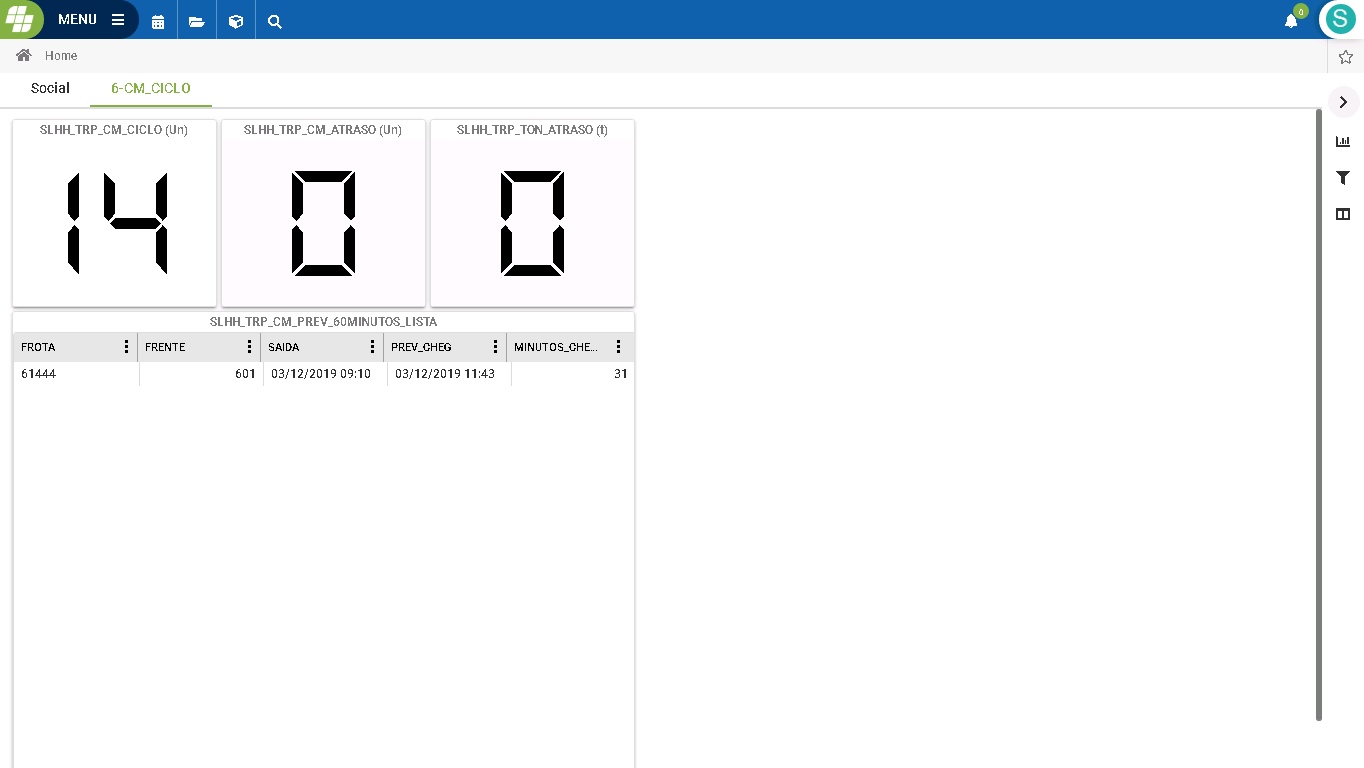 MENU
0
S
Home
Social 6-CM_CICLO
SLHH_TRP_CM_CICLO (Un) SLHH_TRP_CM_ATRASO (Un) SLHH_TRP_TON_ATRASO (t)
14 0 0
SLHH_TRP_CM_PREV_60MINUTOS_LISTA
FROTA FRENTE SAIDA PREV_CHEG MINUTOS_CHE...
61444 601 03/12/2019 09:10 03/12/2019 11:43 31